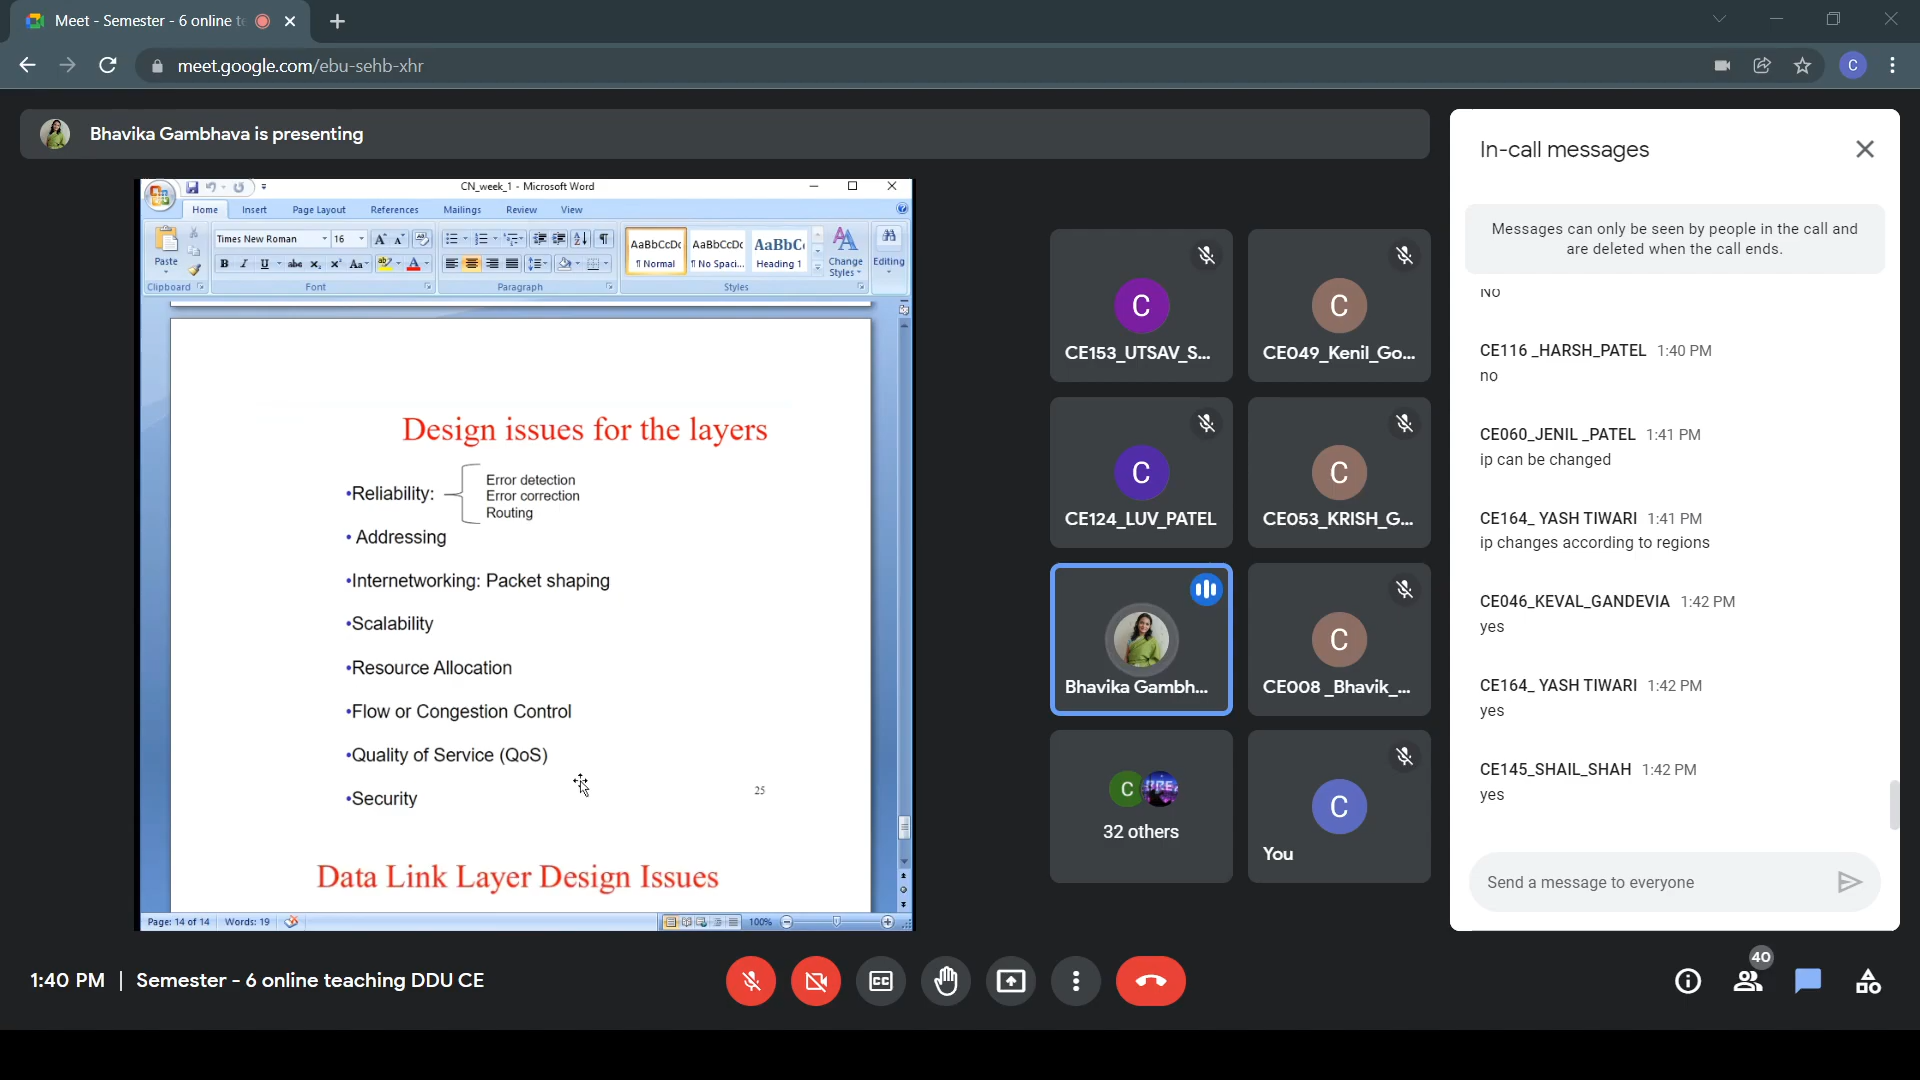 Meet - Semester - 6 online te
meet.google.com/ebu-sehb-xhr
C
Bhavika Gambhava is presenting
CN_week_1 - Microsoft Word
Home Insert Page Layout References Mailings Review View
Paste
Times New Roman 16
B I U abe X₂ X² Aa
AaBbCcDc AaBbCcDc AaBbC
¶ Normal ¶ No Spaci... Heading 1
Change Styles
Editing
Clipboard Font Paragraph Styles
Design issues for the layers
•Reliability:
Error detection
Error correction
Routing
• Addressing
•Internetworking: Packet shaping
•Scalability
•Resource Allocation
•Flow or Congestion Control
•Quality of Service (QoS)
•Security
25
Data Link Layer Design Issues
Page: 14 of 14 Words: 19 100%
C
CE153_UTSAV_S...
C
CE049_Kenil_Go...
C
CE124_LUV_PATEL
C
CE053_KRISH_G...
Bhavika Gambh...
C
CE008 _Bhavik_...
C
32 others
C
You
In-call messages
Messages can only be seen by people in the call and
are deleted when the call ends.
No
CE116 _HARSH_PATEL 1:40 PM
no
CE060_JENIL _PATEL 1:41 PM
ip can be changed
CE164_ YASH TIWARI 1:41 PM
ip changes according to regions
CE046_KEVAL_GANDEVIA 1:42 PM
yes
CE164_ YASH TIWARI 1:42 PM
yes
CE145_SHAIL_SHAH 1:42 PM
yes
Send a message to everyone
1:40 PM | Semester - 6 online teaching DDU CE
CC
40